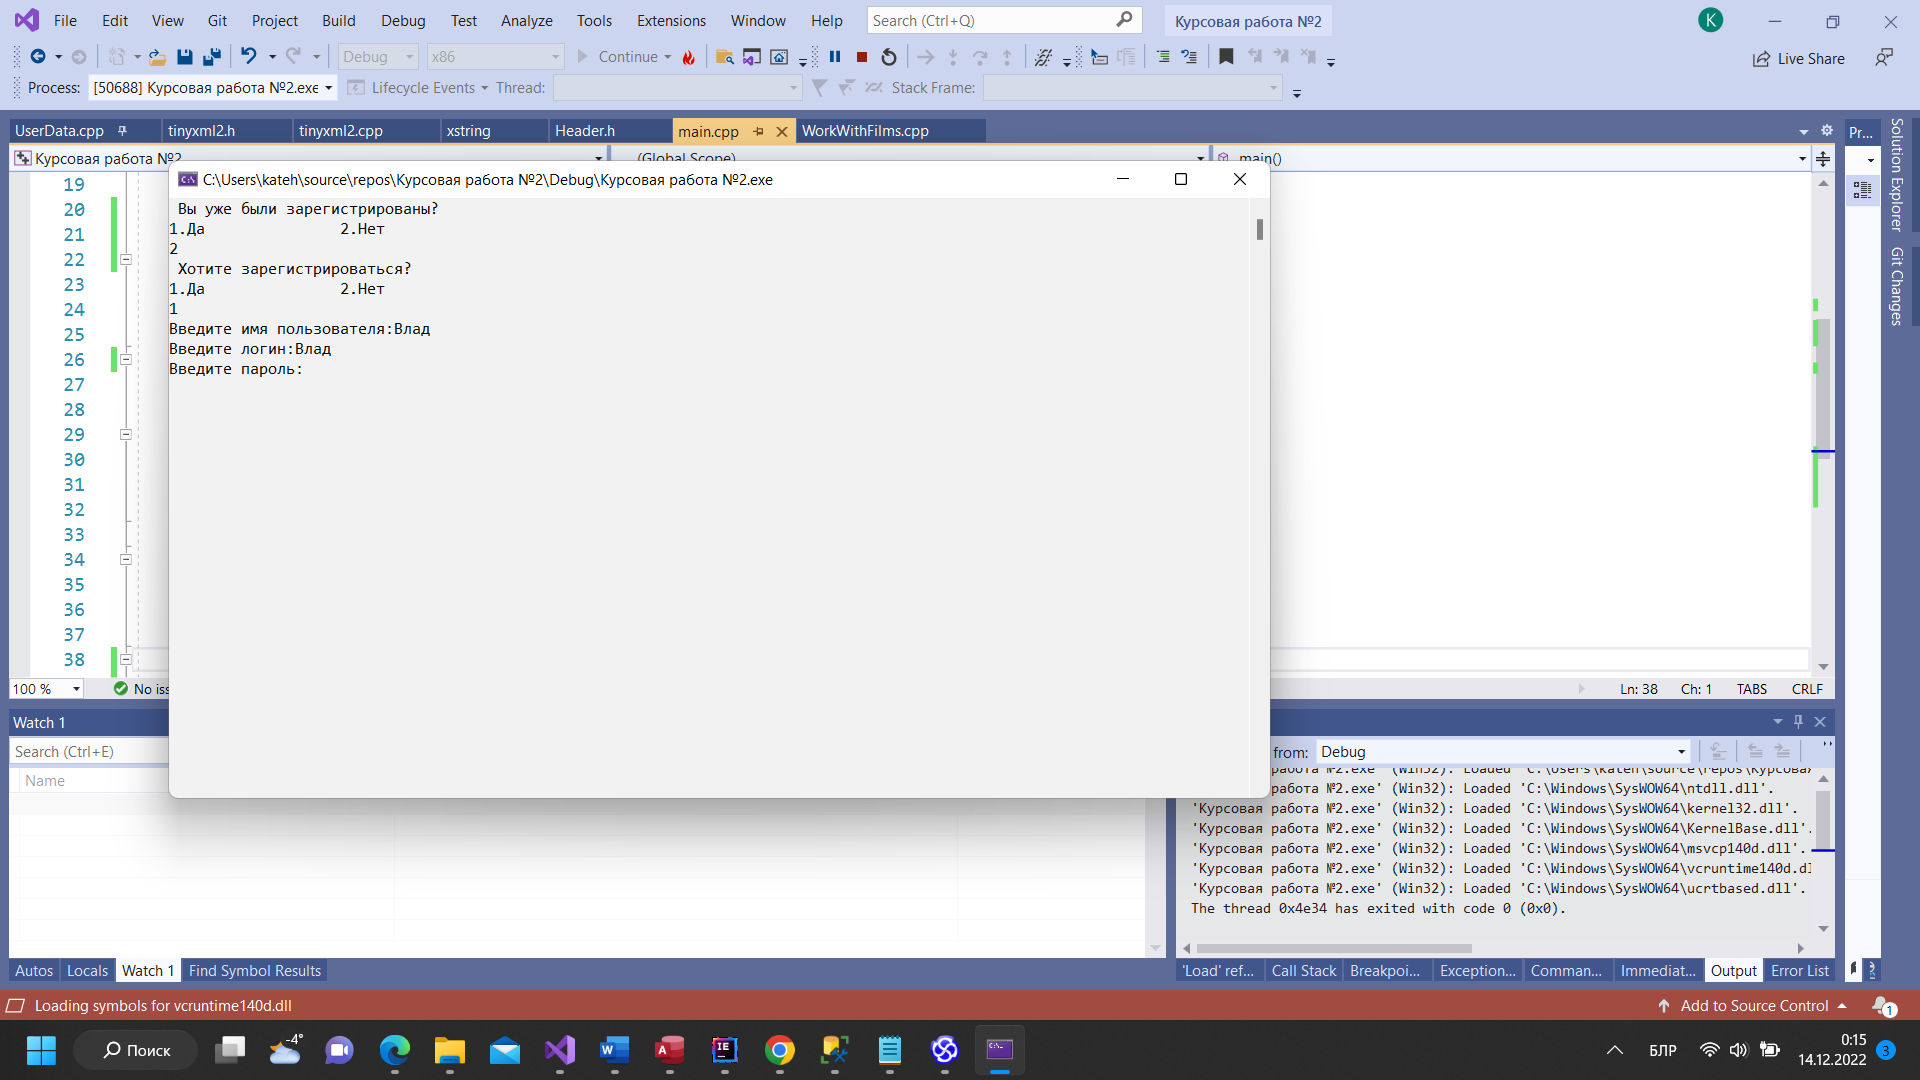 File Edit View Git Project Build Debug Test Analyze Tools Extensions Window Help Search (Ctrl+Q) Курсовая работа №2 K
Debug x86 Continue Live Share
Process: [50688] Курсовая работа №2.exe Lifecycle Events Thread: Stack Frame:
UserData.cpp tinyxml2.h tinyxml2.cpp xstring Header.h main.cpp WorkWithFilms.cpp Pr...
Курсовая работа №2 (Global Scope) main()
Solution Explorer
Git Changes
C:\Users\kateh\source\repos\Курсовая работа №2\Debug\Курсовая работа №2.exe
Вы уже были зарегистрированы?
1.Да 2.Нет
2
Хотите зарегистрироваться?
1.Да 2.Нет
1
Введите имя пользователя:Влад
Введите логин:Влад
Введите пароль:
19
20
21
22
23
24
25
26
27
28
29
30
31
32
33
34
35
36
37
38
100 % No iss Ln: 38 Ch: 1 TABS CRLF
Watch 1
Search (Ctrl+E)
Name
from: Debug
работа №2.exe' (Win32): Loaded 'C:\Users\kateh\source\repos\Курсовая
работа №2.exe' (Win32): Loaded 'C:\Windows\SysWOW64\ntdll.dll'.
'Курсовая работа №2.exe' (Win32): Loaded 'C:\Windows\SysWOW64\kernel32.dll'.
'Курсовая работа №2.exe' (Win32): Loaded 'C:\Windows\SysWOW64\KernelBase.dll'.
'Курсовая работа №2.exe' (Win32): Loaded 'C:\Windows\SysWOW64\msvcp140d.dll'.
'Курсовая работа №2.exe' (Win32): Loaded 'C:\Windows\SysWOW64\vcruntime140d.dl
'Курсовая работа №2.exe' (Win32): Loaded 'C:\Windows\SysWOW64\ucrtbased.dll'.
The thread 0x4e34 has exited with code 0 (0x0).
Autos Locals Watch 1 Find Symbol Results 'Load' ref... Call Stack Breakpoi... Exception... Comman... Immediat... Output Error List
Loading symbols for vcruntime140d.dll Add to Source Control 1
Поиск -4° БЛР 0:15
14.12.2022 3